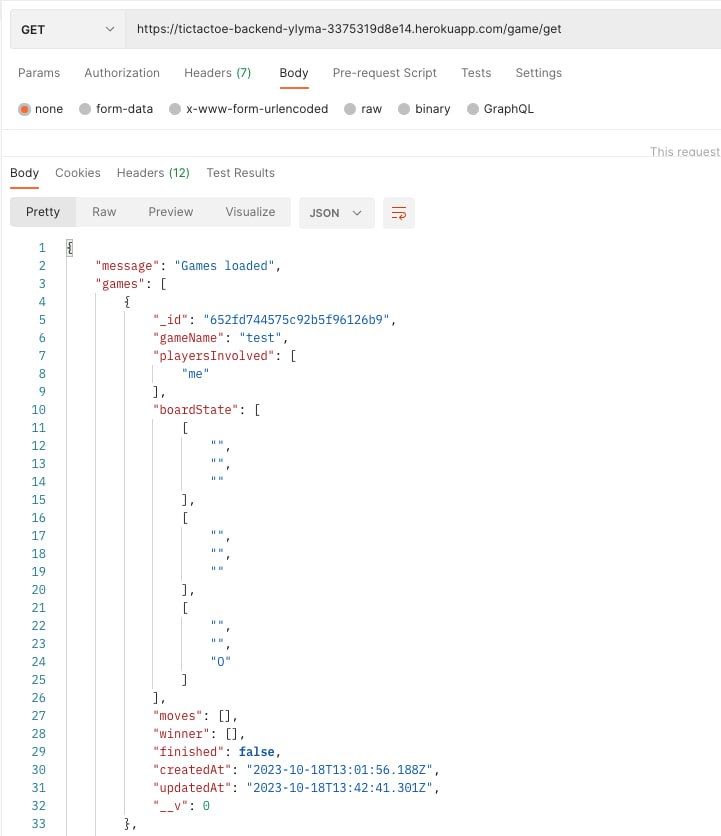 GET https://tictactoe-backend-ylyma-3375319d8e14.herokuapp.com/game/get
Params Authorization Headers (7) Body Pre-request Script Tests Settings
none form-data x-www-form-urlencoded raw binary GraphQL
This request
Body Cookies Headers (12) Test Results
Pretty Raw Preview Visualize JSON
1 {
2 "message": "Games loaded",
3 "games": [
4 {
5 "_id": "652fd744575c92b5f96126b9",
6 "gameName": "test",
7 "playersInvolved": [
8 "me"
9 ],
10 "boardState": [
11 [
12 "",
13 "",
14 ""
15 ],
16 [
17 "",
18 "",
19 ""
20 ],
21 [
22 "",
23 "",
24 "O"
25 ]
26 ],
27 "moves": [],
28 "winner": [],
29 "finished": false,
30 "createdAt": "2023-10-18T13:01:56.188Z",
31 "updatedAt": "2023-10-18T13:42:41.301Z",
32 "__v": 0
33 },